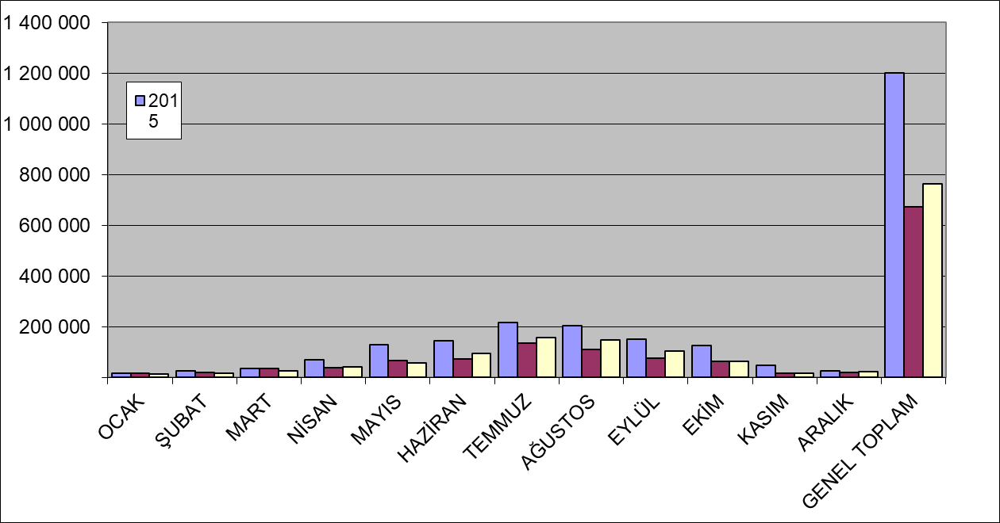 1 400 000
1 200 000
1 000 000
800 000
600 000
400 000
200 000
201
5
OCAK
ŞUBAT
MART
NİSAN
MAYIS
HAZİRAN
TEMMUZ
AĞUSTOS
EYLÜL
EKİM
KASIM
ARALIK
GENEL TOPLAM